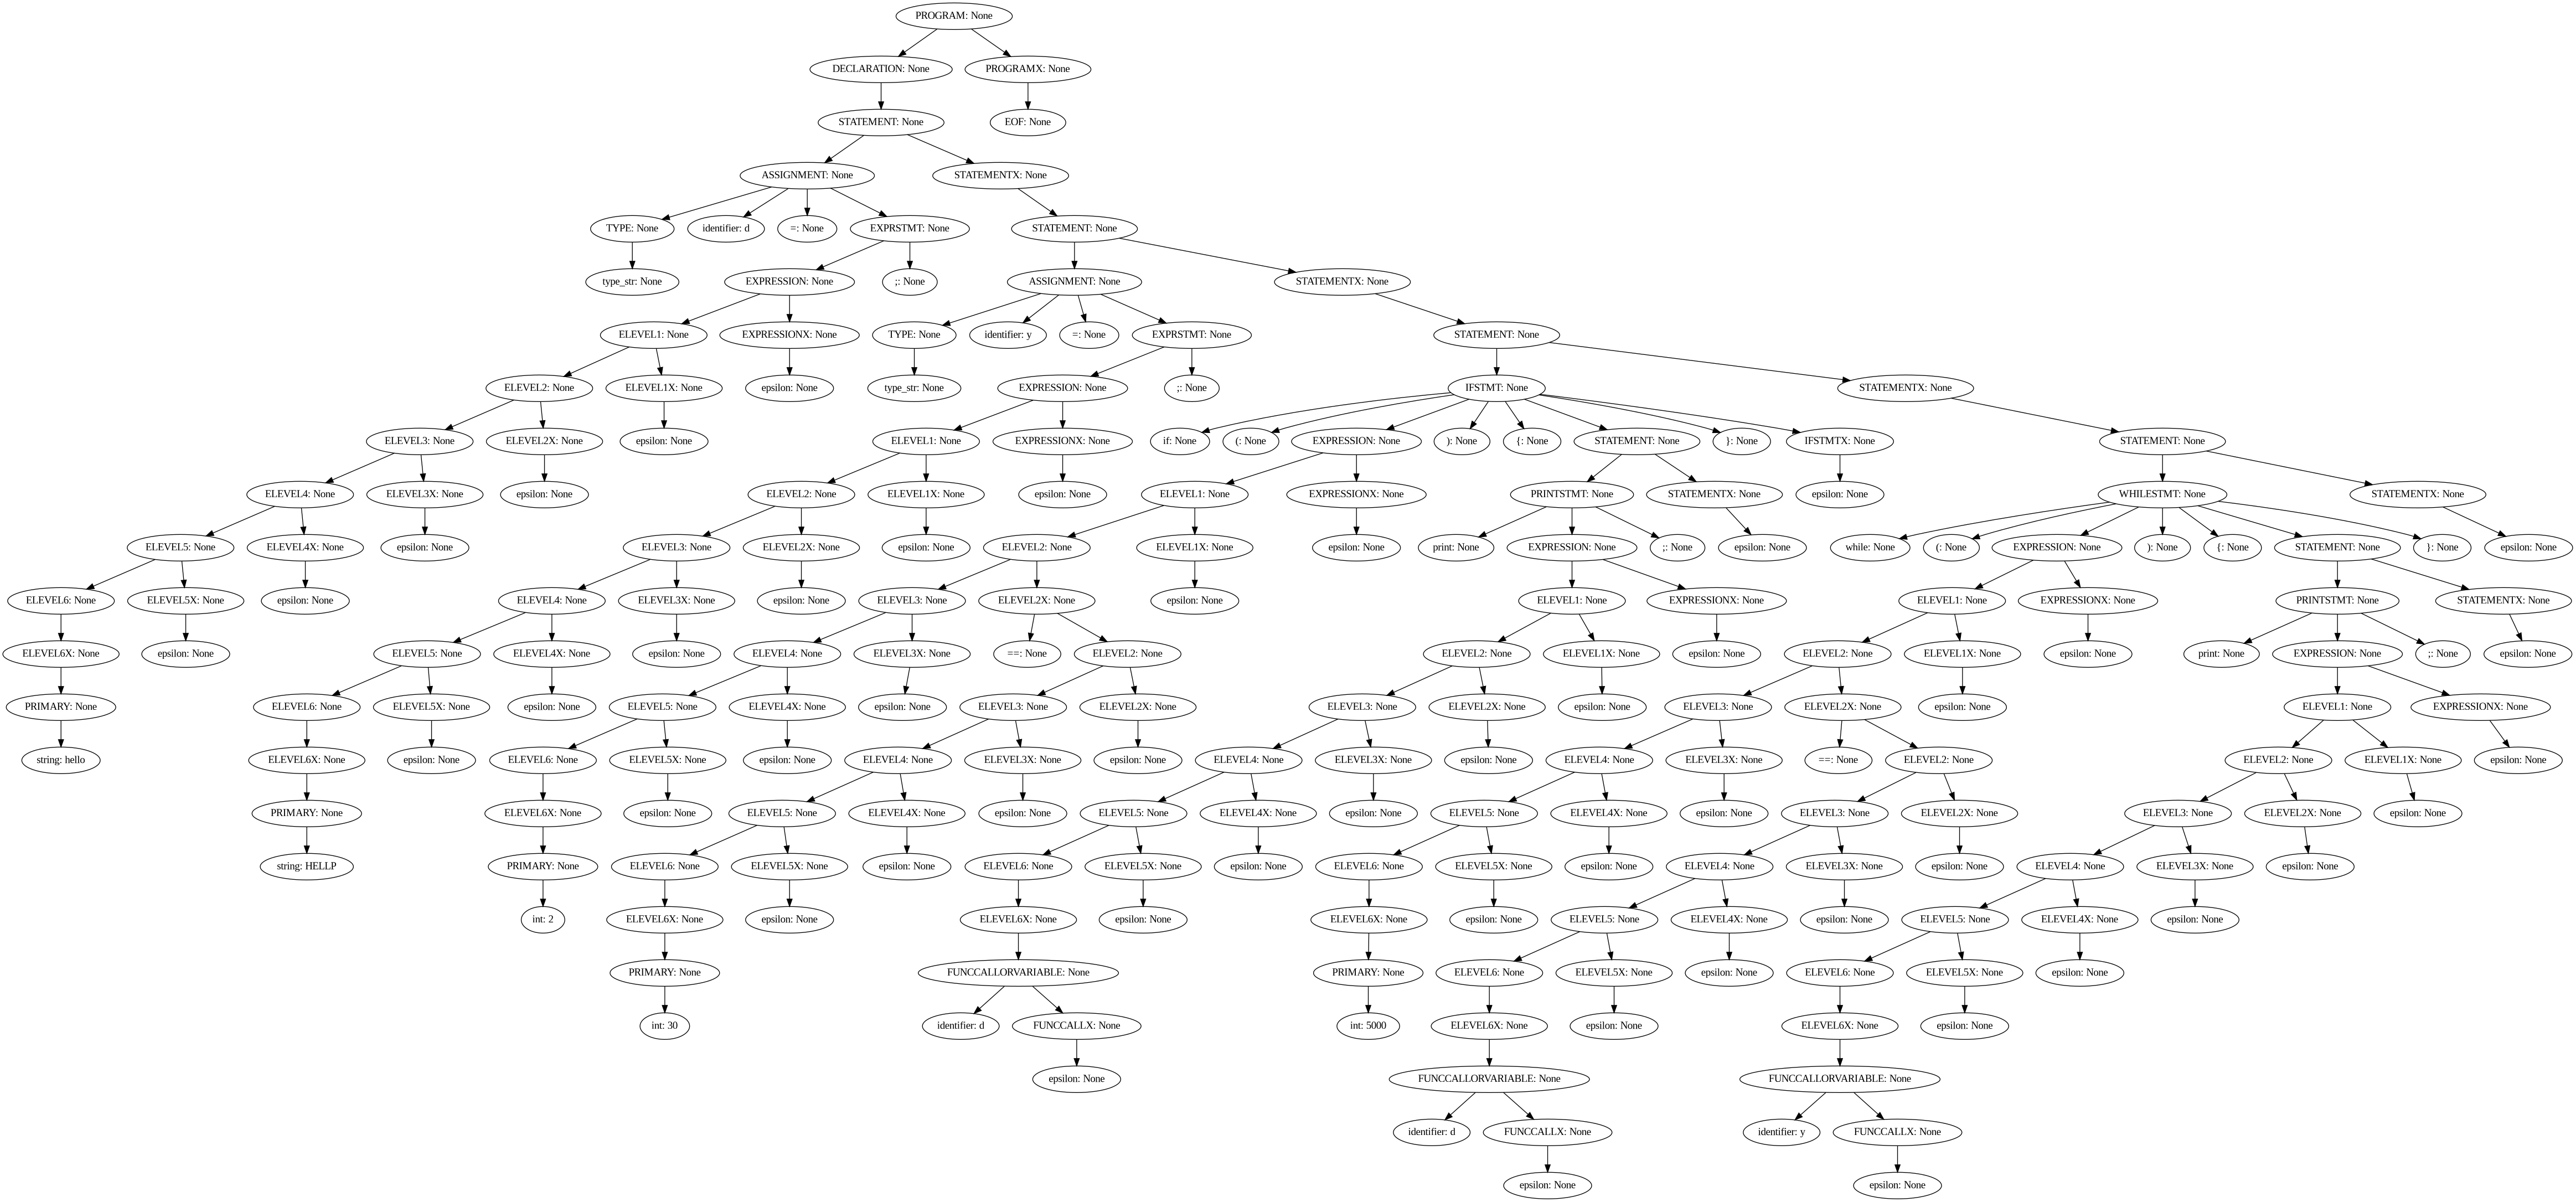 PROGRAM: None
DECLARATION: None PROGRAMX: None
STATEMENT: None EOF: None
ASSIGNMENT: None STATEMENTX: None
TYPE: None identifier: d =: None EXPRSTMT: None STATEMENT: None
type_str: None EXPRESSION: None ;: None ASSIGNMENT: None STATEMENTX: None
ELEVEL1: None EXPRESSIONX: None TYPE: None identifier: y =: None EXPRSTMT: None STATEMENT: None
ELEVEL2: None ELEVEL1X: None epsilon: None type_str: None EXPRESSION: None ;: None IFSTMT: None STATEMENTX: None
ELEVEL3: None ELEVEL2X: None epsilon: None ELEVEL1: None EXPRESSIONX: None if: None (: None EXPRESSION: None ): None {: None STATEMENT: None }: None IFSTMTX: None STATEMENT: None
ELEVEL4: None ELEVEL3X: None epsilon: None ELEVEL2: None ELEVEL1X: None epsilon: None ELEVEL1: None EXPRESSIONX: None PRINTSTMT: None STATEMENTX: None epsilon: None WHILESTMT: None STATEMENTX: None
ELEVEL5: None ELEVEL4X: None epsilon: None ELEVEL3: None ELEVEL2X: None epsilon: None ELEVEL2: None ELEVEL1X: None epsilon: None print: None EXPRESSION: None ;: None epsilon: None while: None (: None EXPRESSION: None ): None {: None STATEMENT: None }: None epsilon: None
ELEVEL6: None ELEVEL5X: None epsilon: None ELEVEL4: None ELEVEL3X: None epsilon: None ELEVEL3: None ELEVEL2X: None epsilon: None ELEVEL1: None EXPRESSIONX: None ELEVEL1: None EXPRESSIONX: None PRINTSTMT: None STATEMENTX: None
ELEVEL6X: None epsilon: None ELEVEL5: None ELEVEL4X: None epsilon: None ELEVEL4: None ELEVEL3X: None ==: None ELEVEL2: None ELEVEL2: None ELEVEL1X: None epsilon: None ELEVEL2: None ELEVEL1X: None epsilon: None print: None EXPRESSION: None ;: None epsilon: None
PRIMARY: None ELEVEL6: None ELEVEL5X: None epsilon: None ELEVEL5: None ELEVEL4X: None epsilon: None ELEVEL3: None ELEVEL2X: None ELEVEL3: None ELEVEL2X: None epsilon: None ELEVEL3: None ELEVEL2X: None epsilon: None ELEVEL1: None EXPRESSIONX: None
string: hello ELEVEL6X: None epsilon: None ELEVEL6: None ELEVEL5X: None epsilon: None ELEVEL4: None ELEVEL3X: None epsilon: None ELEVEL4: None ELEVEL3X: None epsilon: None ELEVEL4: None ELEVEL3X: None ==: None ELEVEL2: None ELEVEL2: None ELEVEL1X: None epsilon: None
PRIMARY: None ELEVEL6X: None epsilon: None ELEVEL5: None ELEVEL4X: None epsilon: None ELEVEL5: None ELEVEL4X: None epsilon: None ELEVEL5: None ELEVEL4X: None epsilon: None ELEVEL3: None ELEVEL2X: None ELEVEL3: None ELEVEL2X: None epsilon: None
string: HELLP PRIMARY: None ELEVEL6: None ELEVEL5X: None epsilon: None ELEVEL6: None ELEVEL5X: None epsilon: None ELEVEL6: None ELEVEL5X: None epsilon: None ELEVEL4: None ELEVEL3X: None epsilon: None ELEVEL4: None ELEVEL3X: None epsilon: None
int: 2 ELEVEL6X: None epsilon: None ELEVEL6X: None epsilon: None ELEVEL6X: None epsilon: None ELEVEL5: None ELEVEL4X: None epsilon: None ELEVEL5: None ELEVEL4X: None epsilon: None
PRIMARY: None FUNCCALLORVARIABLE: None PRIMARY: None ELEVEL6: None ELEVEL5X: None epsilon: None ELEVEL6: None ELEVEL5X: None epsilon: None
int: 30 identifier: d FUNCCALLX: None int: 5000 ELEVEL6X: None epsilon: None ELEVEL6X: None epsilon: None
epsilon: None FUNCCALLORVARIABLE: None FUNCCALLORVARIABLE: None
identifier: d FUNCCALLX: None identifier: y FUNCCALLX: None
epsilon: None epsilon: None